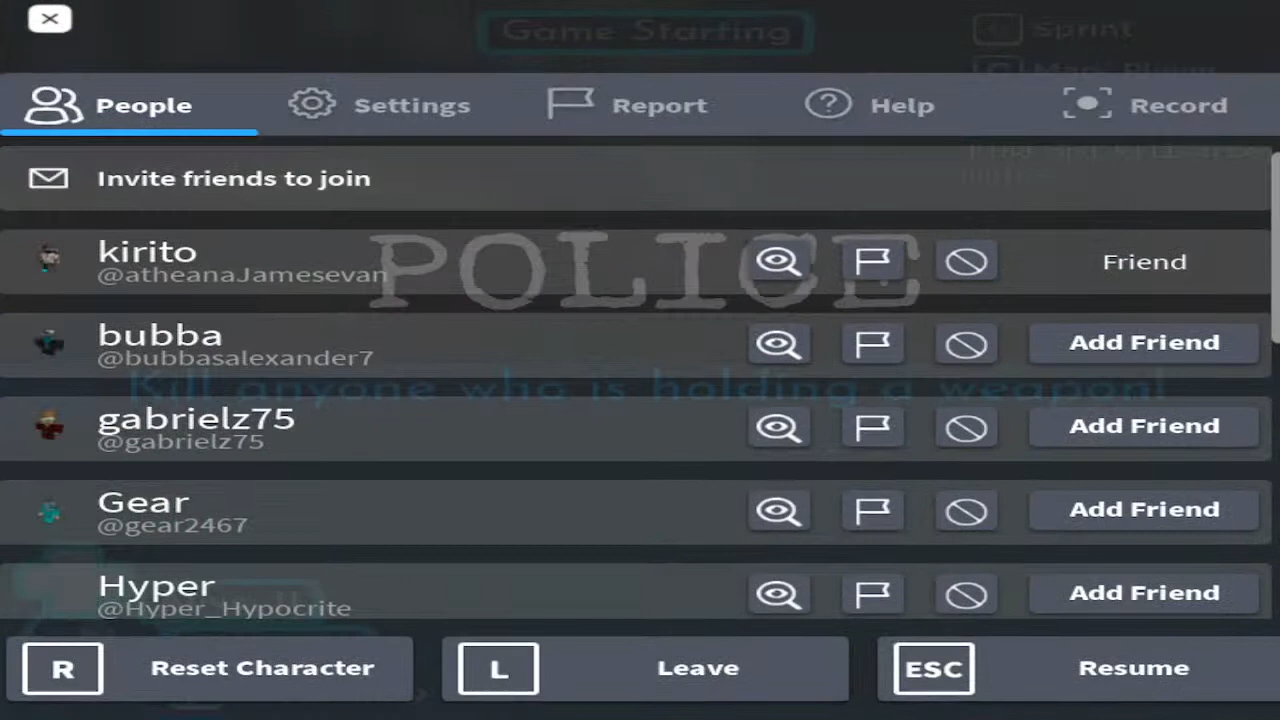 Game Starting
Sprint
People
Settings
Report
Help
Record
Invite friends to join
kirito
@atheanaJamesevan
Friend
POLICE
bubba
@bubbasalexander7
Add Friend
Kill anyone who is holding a weapon!
gabrielz75
@gabrielz75
Add Friend
Gear
@gear2467
Add Friend
Hyper
@Hyper_Hypocrite
Add Friend
R Reset Character
L Leave
ESC Resume